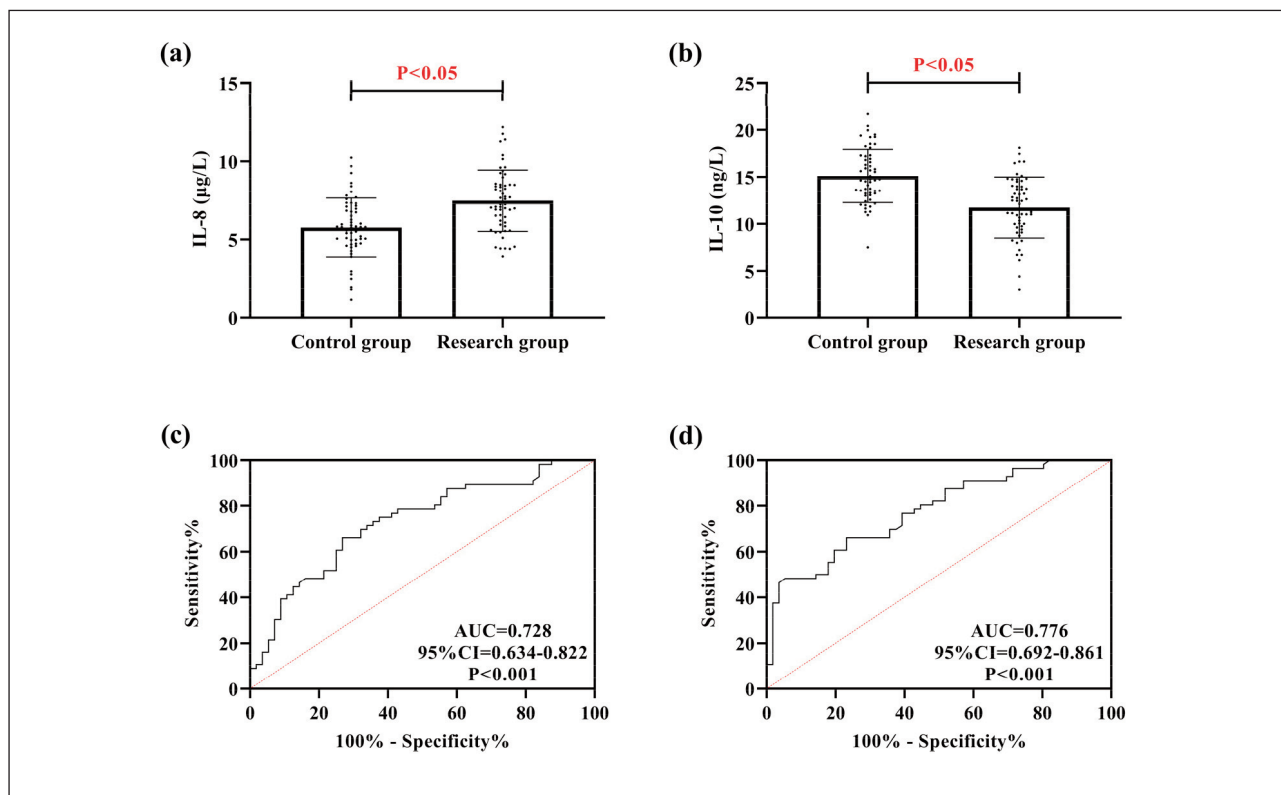 (a)
P<0.05
15
10
5
0
IL-8 (µg/L)
Control group
Research group
(b)
P<0.05
25
20
15
10
5
0
IL-10 (ng/L)
Control group
Research group
(c)
100
80
60
40
20
0
Sensitivity%
AUC=0.728
95%CI=0.634-0.822
P<0.001
0 20 40 60 80 100
100% - Specificity%
(d)
100
80
60
40
20
0
Sensitivity%
AUC=0.776
95%CI=0.692-0.861
P<0.001
0 20 40 60 80 100
100% - Specificity%